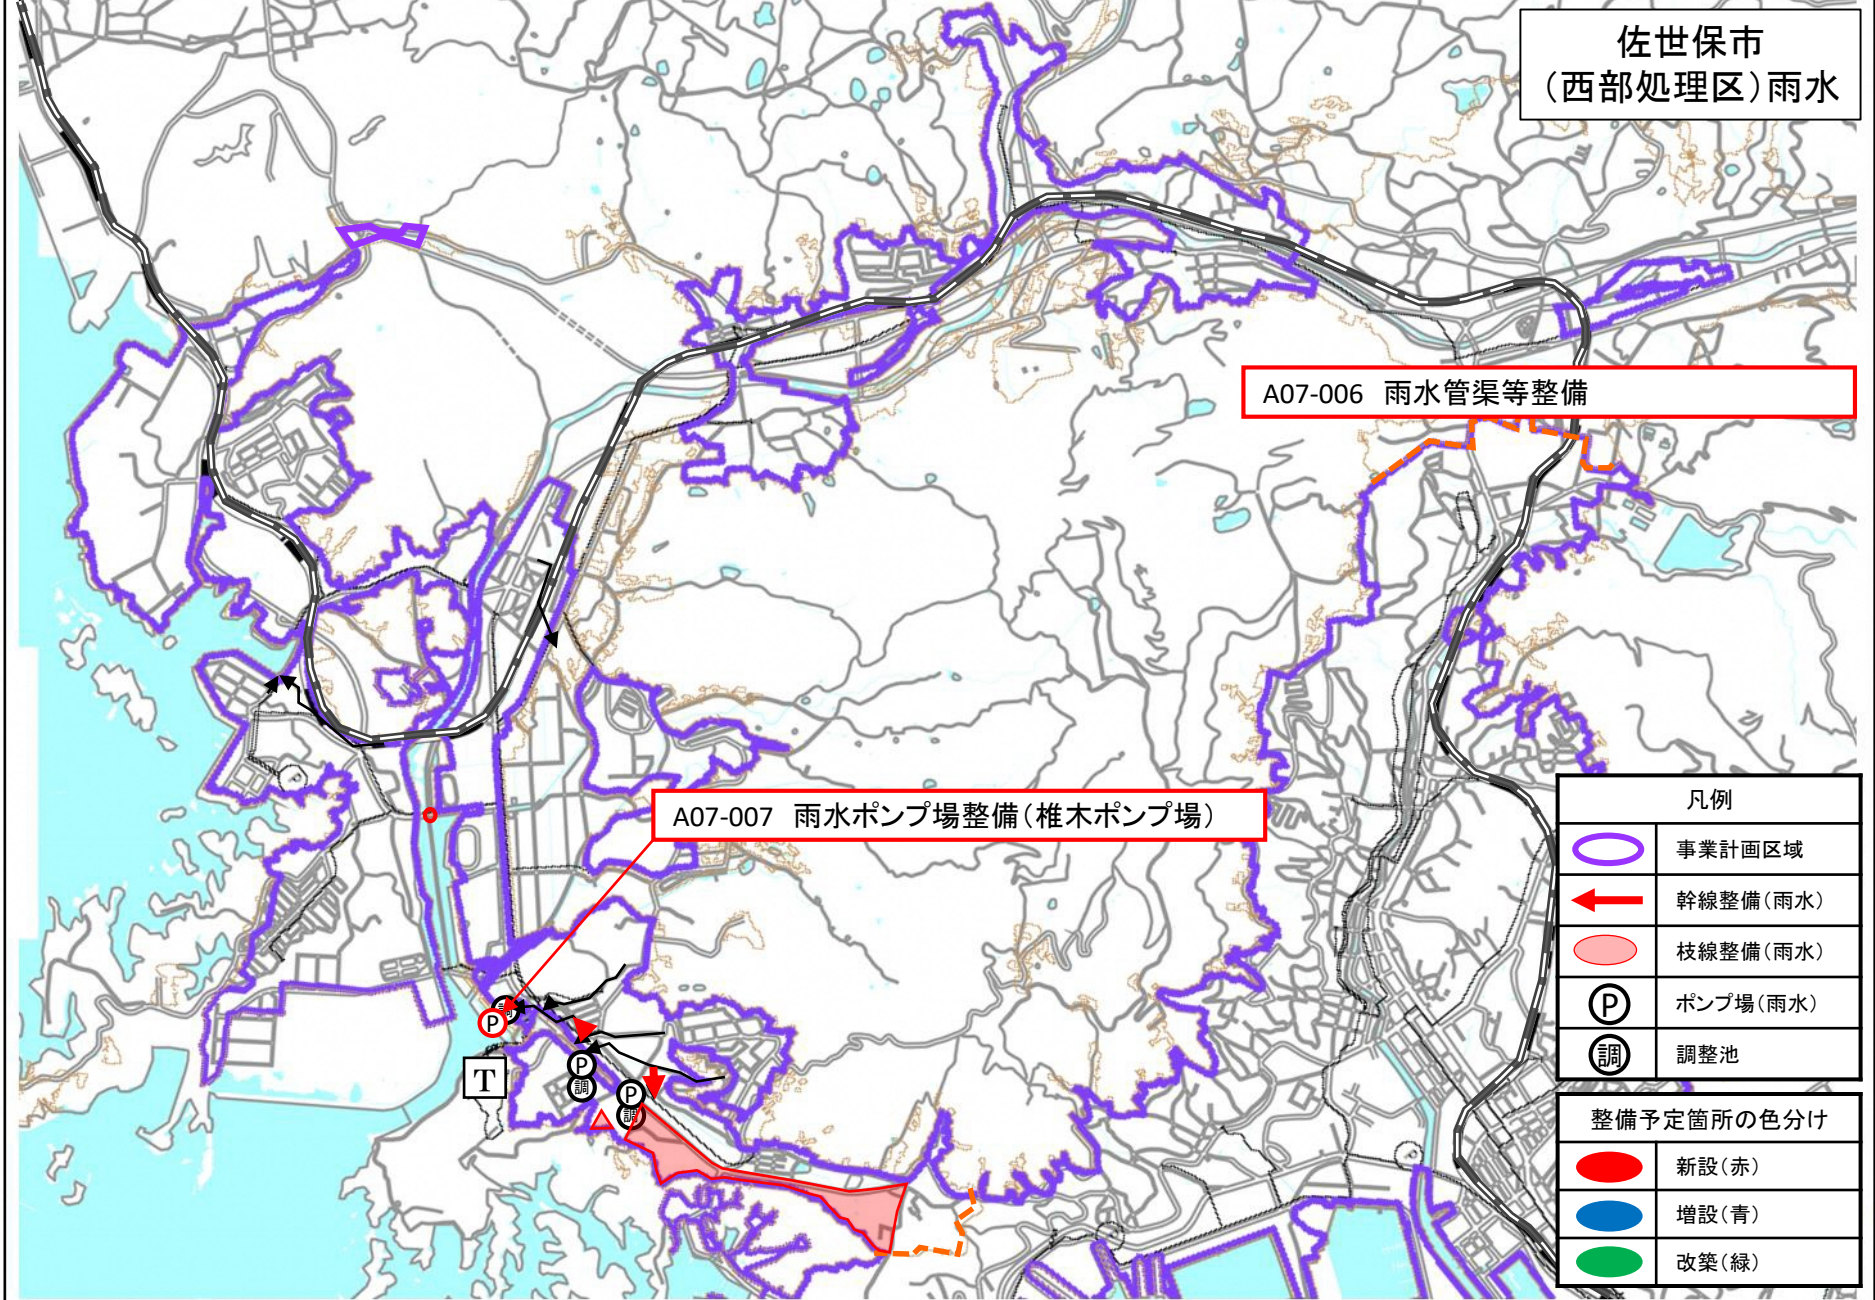 佐世保市
（西部処理区）雨水
A07-006 雨水管渠等整備
A07-007 雨水ポンプ場整備（椎木ポンプ場）
凡例
事業計画区域
幹線整備（雨水）
枝線整備（雨水）
P
ポンプ場（雨水）
調
調整池
整備予定箇所の色分け
新設（赤）
増設（青）
改築（緑）
P
調
P
T
P
調
P
調
P
P